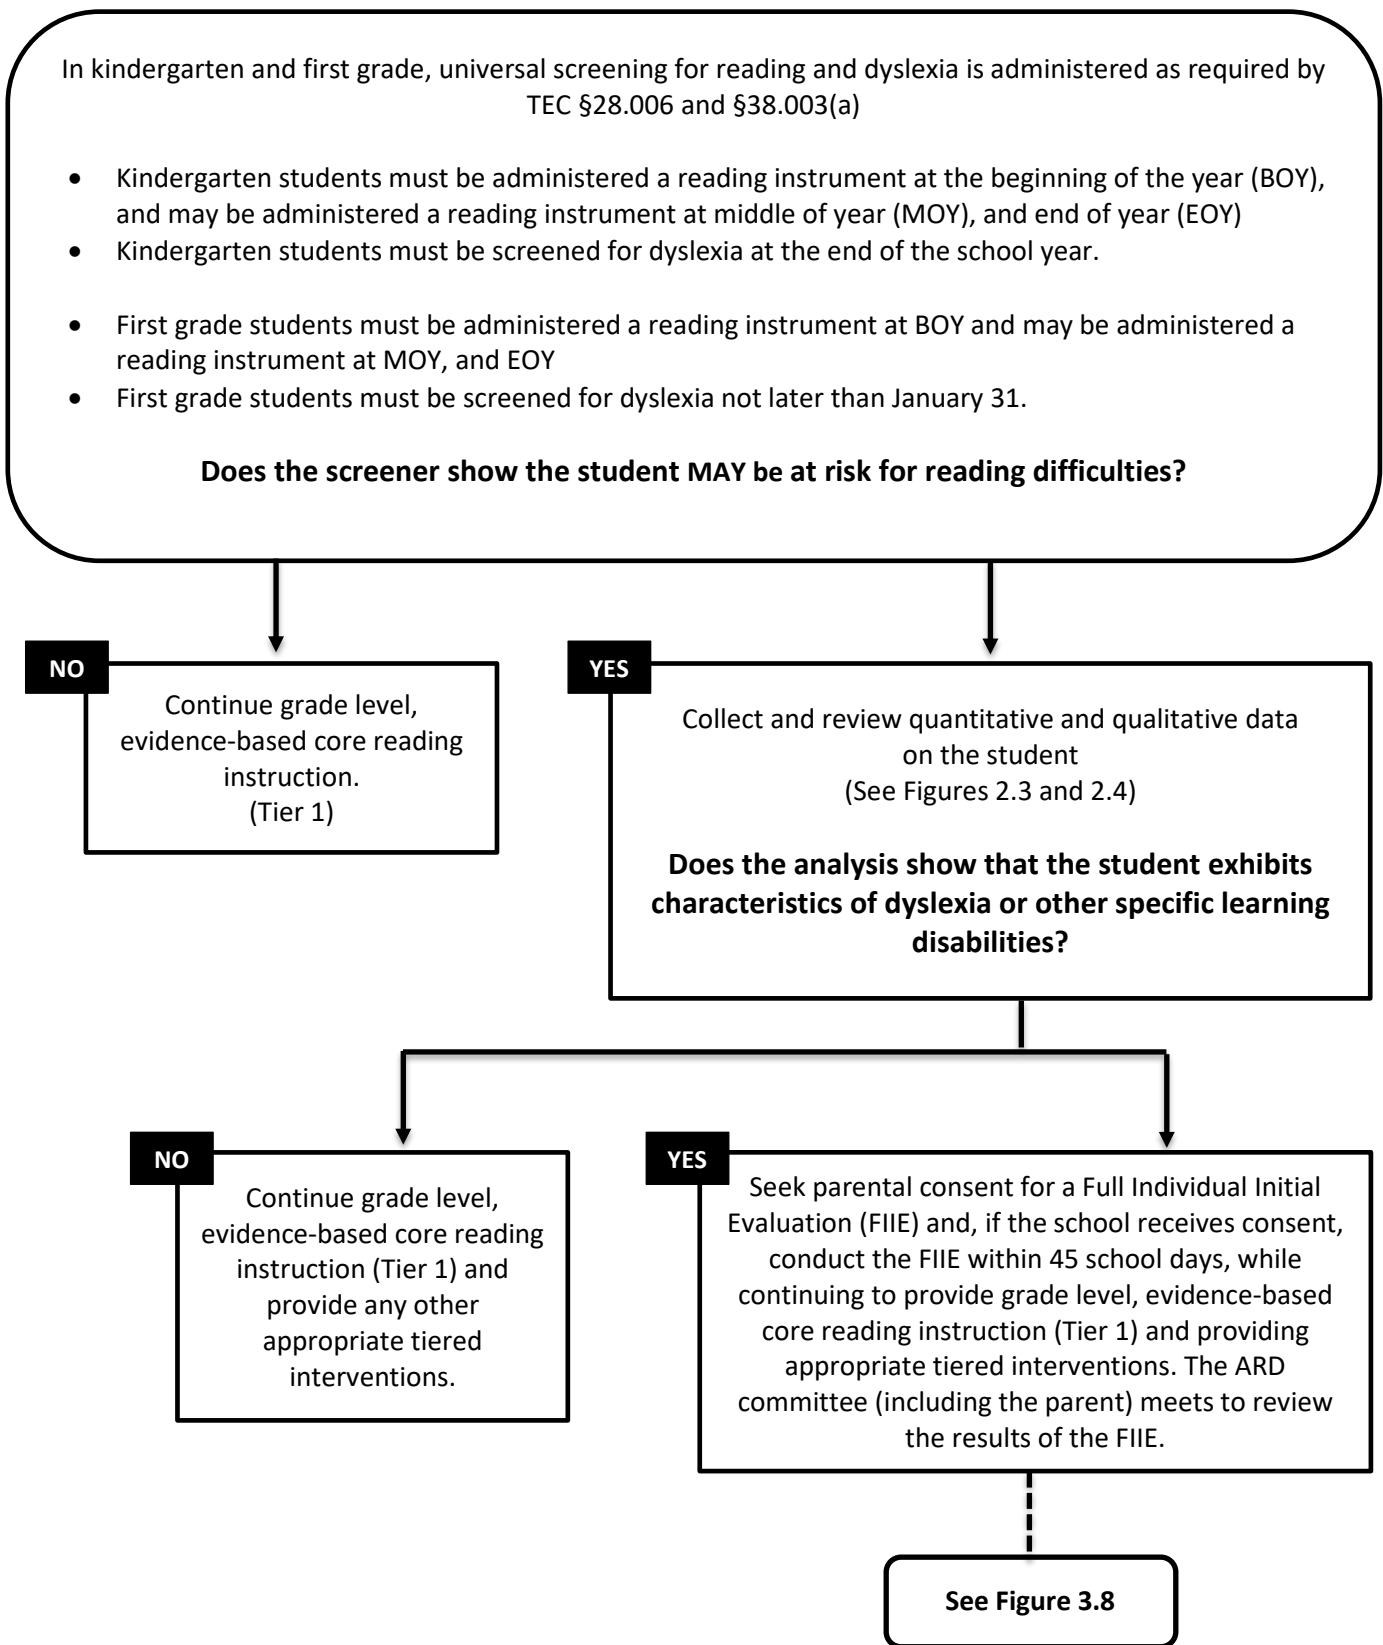 In kindergarten and first grade, universal screening for reading and dyslexia is administered as required by
TEC §28.006 and §38.003(a)
• Kindergarten students must be administered a reading instrument at the beginning of the year (BOY),
and may be administered a reading instrument at middle of year (MOY), and end of year (EOY)
• Kindergarten students must be screened for dyslexia at the end of the school year.
• First grade students must be administered a reading instrument at BOY and may be administered a
reading instrument at MOY, and EOY
• First grade students must be screened for dyslexia not later than January 31.
Does the screener show the student MAY be at risk for reading difficulties?
NO
Continue grade level,
evidence-based core reading
instruction.
(Tier 1)
YES
Collect and review quantitative and qualitative data
on the student
(See Figures 2.3 and 2.4)
Does the analysis show that the student exhibits
characteristics of dyslexia or other specific learning
disabilities?
NO
Continue grade level,
evidence-based core reading
instruction (Tier 1) and
provide any other
appropriate tiered
interventions.
YES
Seek parental consent for a Full Individual Initial
Evaluation (FIIE) and, if the school receives consent,
conduct the FIIE within 45 school days, while
continuing to provide grade level, evidence-based
core reading instruction (Tier 1) and providing
appropriate tiered interventions. The ARD
committee (including the parent) meets to review
the results of the FIIE.
See Figure 3.8